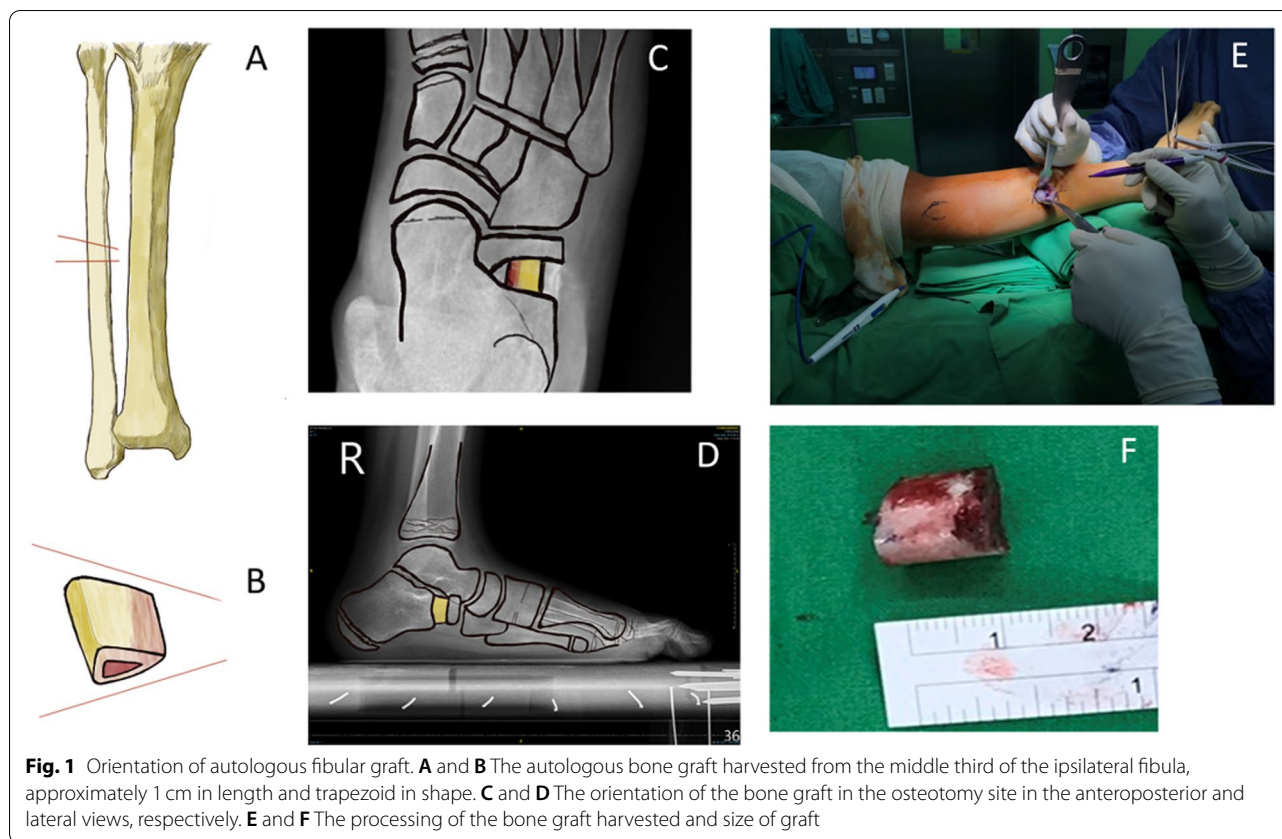 A
C
E
B
R
D
F
36
1
2
1
Fig. 1 Orientation of autologous fibular graft. A and B The autologous bone graft harvested from the middle third of the ipsilateral fibula,
approximately 1 cm in length and trapezoid in shape. C and D The orientation of the bone graft in the osteotomy site in the anteroposterior and
lateral views, respectively. E and F The processing of the bone graft harvested and size of graft